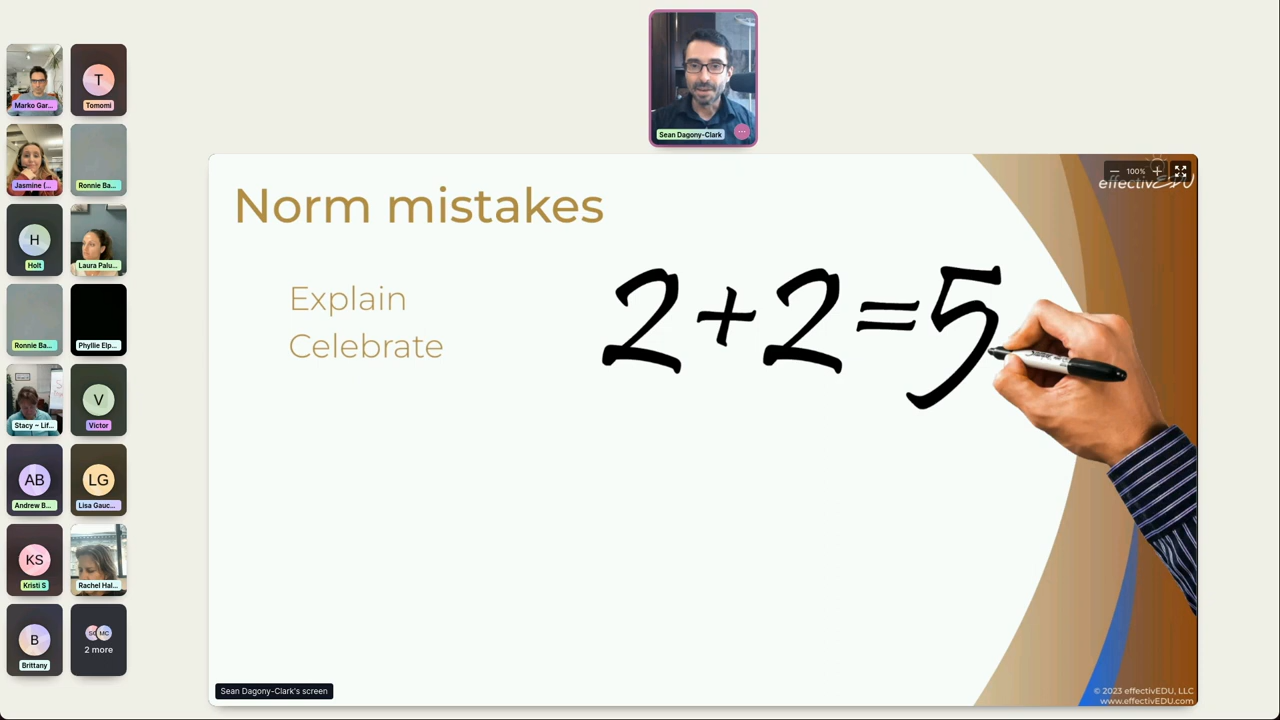 Sean Dagony-Clark
Marko Gar...
T
Tomomi
Jasmine (...
Ronnie Ba...
H
Holt
Laura Palu...
Ronnie Ba...
Phyllie Elp...
Stacy ~ Lif...
V
Victor
AB
Andrew B...
LG
Lisa Gauc...
KS
Kristi S
Rachel Hal...
B
Brittany
MC
2 more
100%
effectivEDU
Norm mistakes
Explain
Celebrate
2+2=5
Sean Dagony-Clark's screen
© 2023 effectivEDU, LLC
www.effectivEDU.com